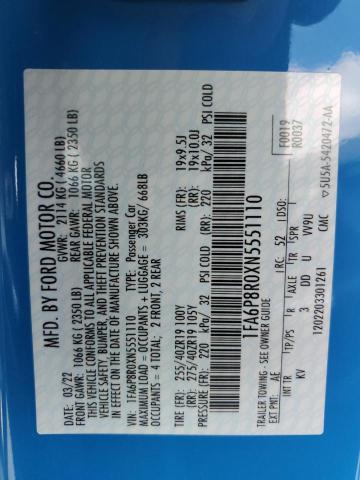 MFD. BY FORD MOTOR CO.
03/22 GVWR: 2114 KG ( 4660 LB)
FRONT GAWR: 1066 KG (2350 LB) REAR GAWR: 1066 KG ( 2350 LB)
THIS VEHICLE CONFORMS TO ALL APPLICABLE FEDERAL MOTOR
VEHICLE SAFETY, BUMPER, AND THEFT PREVENTION STANDARDS
IN EFFECT ON THE DATE OF MANUFACTURE SHOWN ABOVE.
VIN: 1FA6P8R0XN5551110 TYPE: Passenger Car
MAXIMUM LOAD = OCCUPANTS + LUGGAGE = 303KG/ 668LB
OCCUPANTS = 4 TOTAL; 2 FRONT; 2 REAR
FR: 255/40ZR19 100Y RIMS (FR): 19x9.5J
RR: 275/40ZR19 105Y (RR): 19x10.0J
(FR): 220 kPa/ 32 PSI COLD (RR): 220 kPa/ 32 PSI COLD
1FA6P8R0XN5551110
TRAILER TOWING - SEE OWNER GUIDE
F0019
R0037
EXT PNT: AE RC: 52 DSO:
INT TR TP/PS R AXLE TR SPR
KV 3 DD U VV9U
1202203301261 CMC
5U5A-5420472-AA